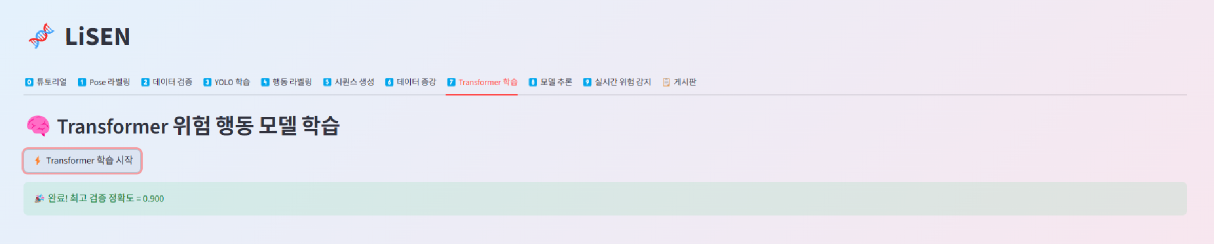 LiSEN
0 튜토리얼 1 Pose 라벨링 2 데이터 검증 3 YOLO 학습 4 행동 라벨링 5 시퀀스 생성 6 데이터 증강 7 Transformer 학습 8 모델 추론 9 실시간 위험 감지 게시판
Transformer 위험 행동 모델 학습
Transformer 학습 시작
완료! 최고 검증 정확도 = 0.900